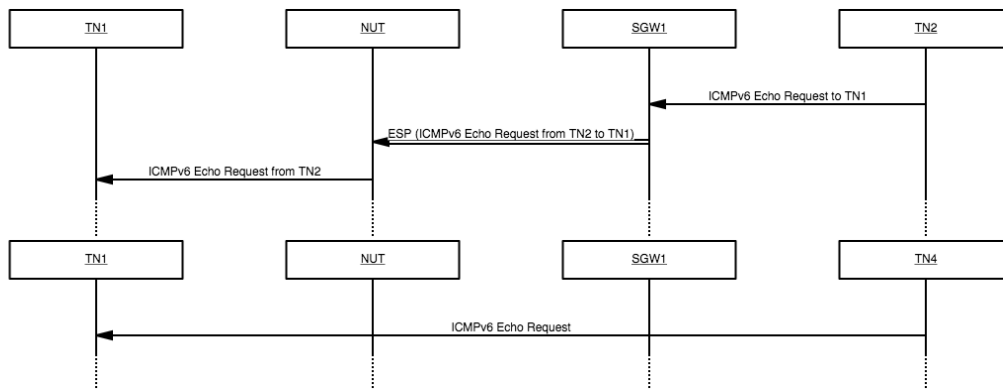 TN1 NUT SGW1 TN2
ICMPv6 Echo Request to TN1
ESP (ICMPv6 Echo Request from TN2 to TN1)
ICMPv6 Echo Request from TN2
TN1 NUT SGW1 TN4
ICMPv6 Echo Request